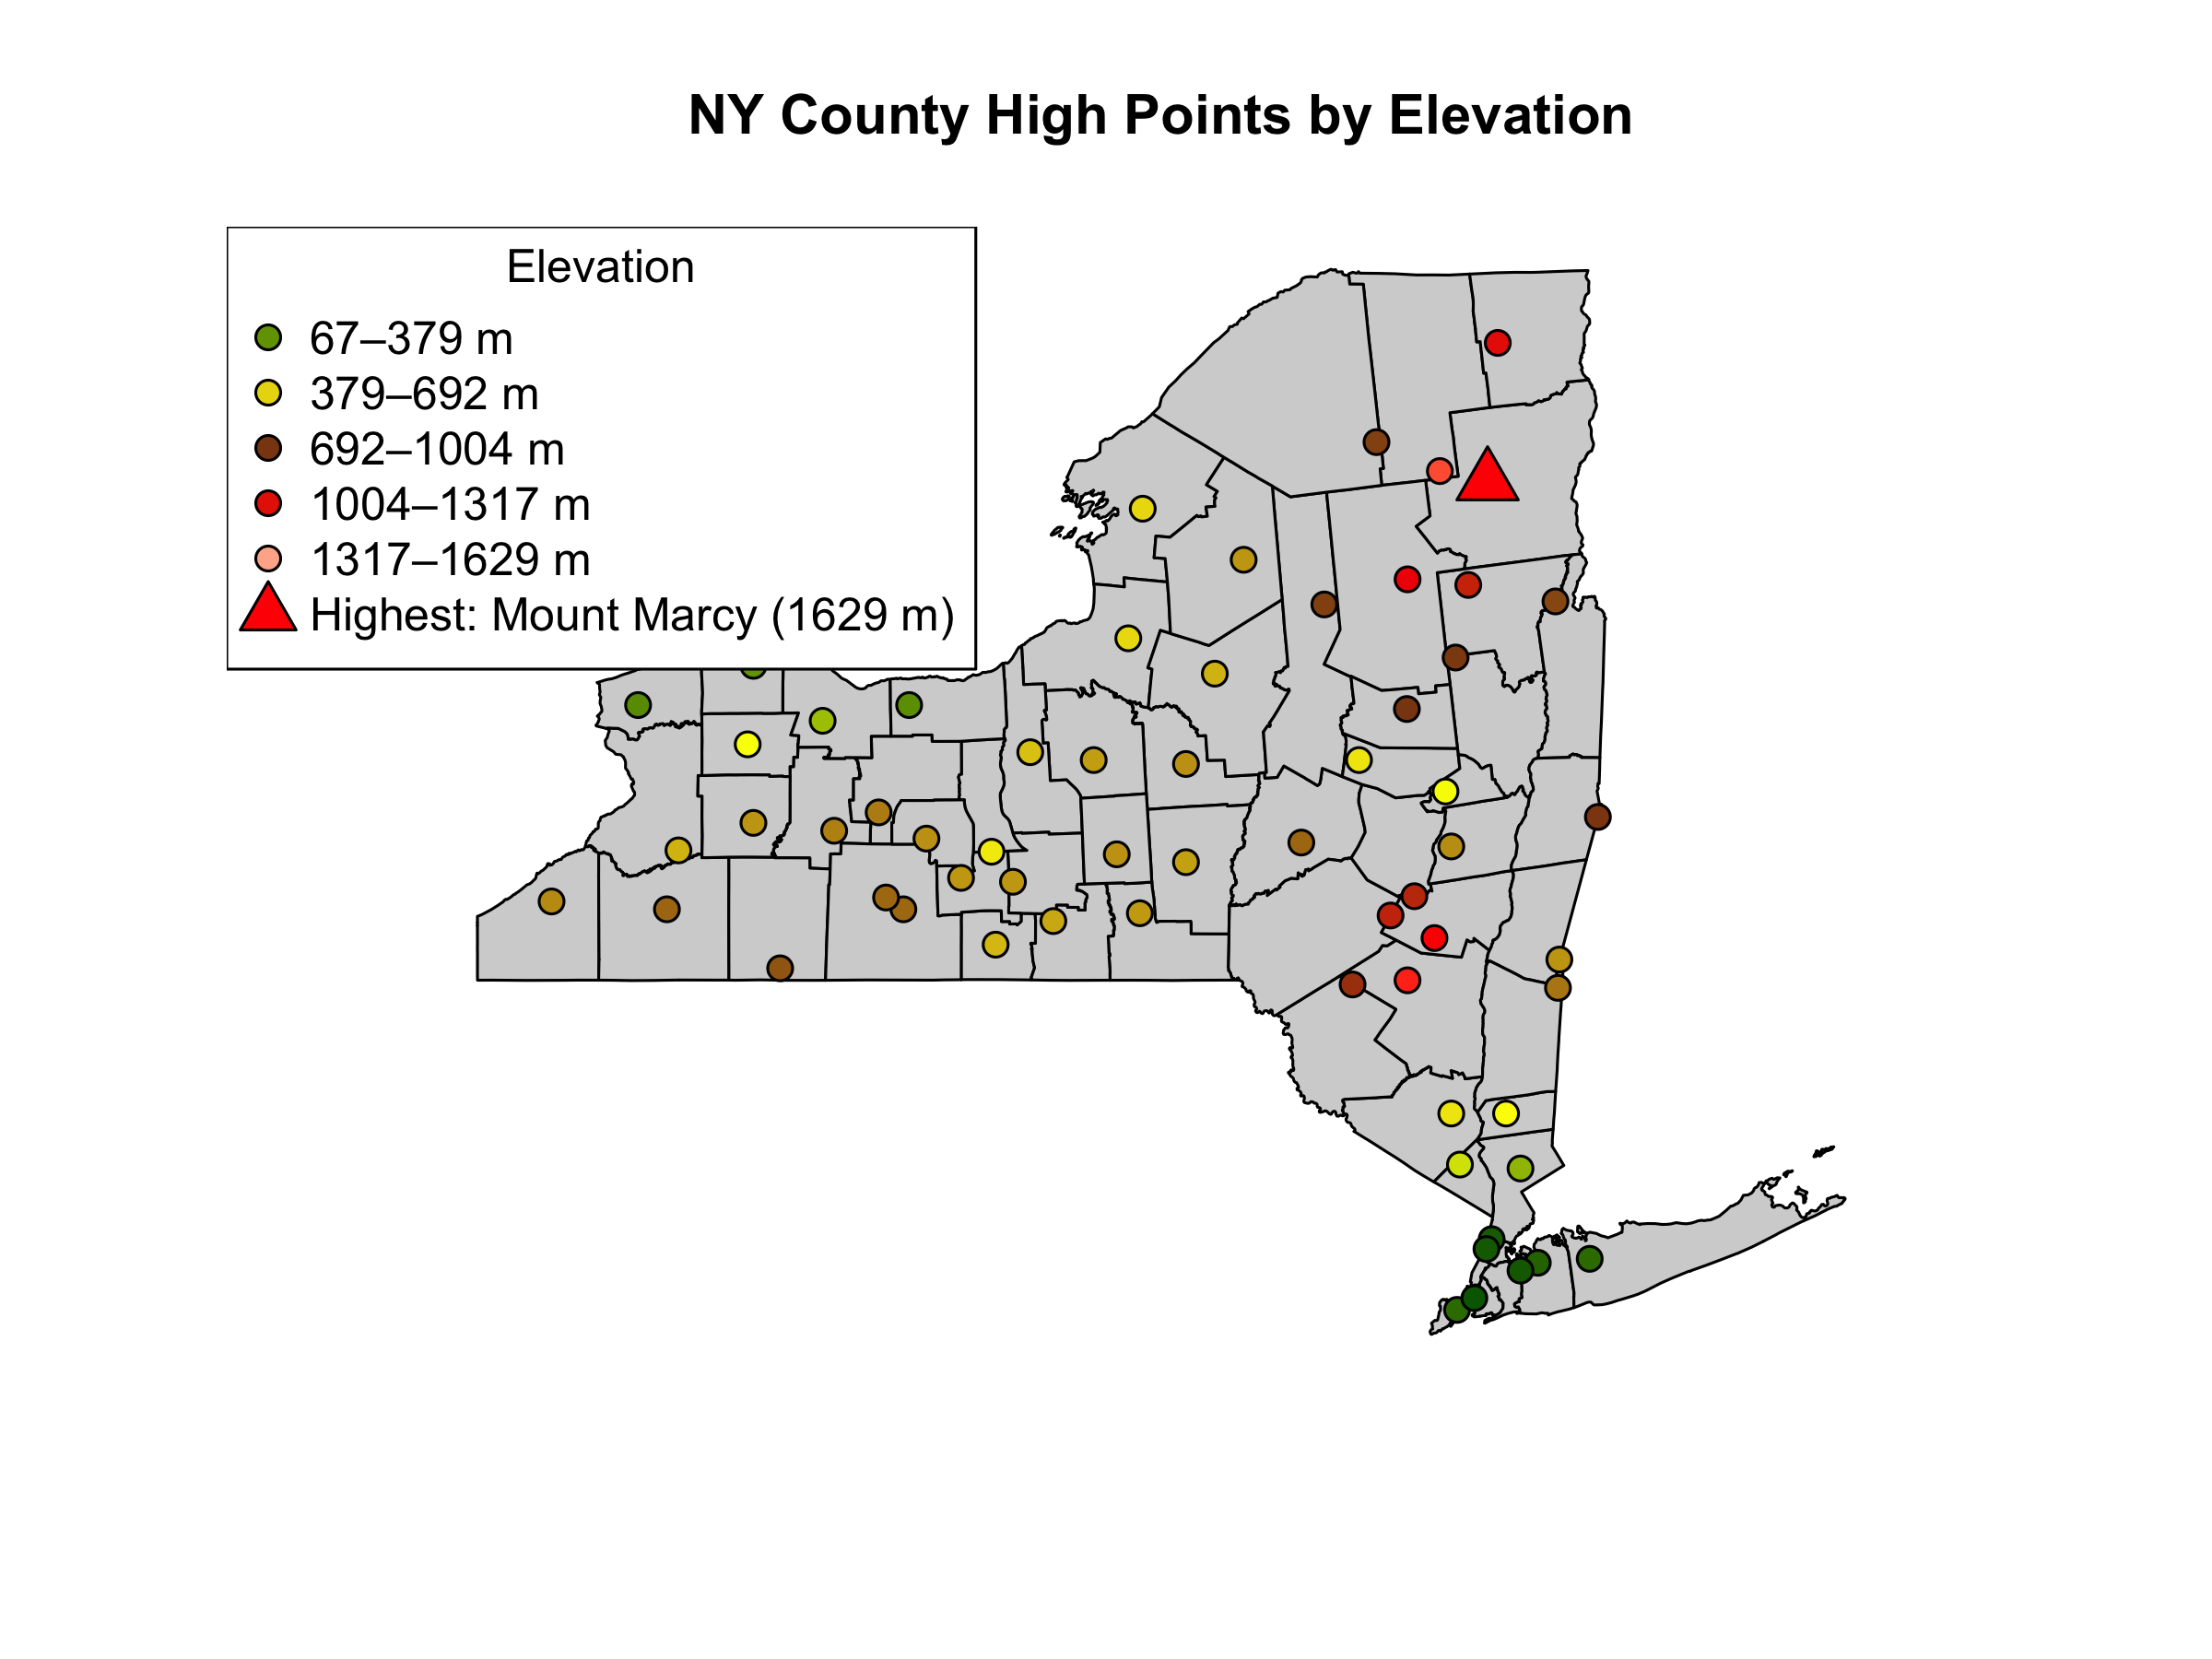 NY County High Points by Elevation
Elevation
67–379 m
379–692 m
692–1004 m
1004–1317 m
1317–1629 m
Highest: Mount Marcy (1629 m)